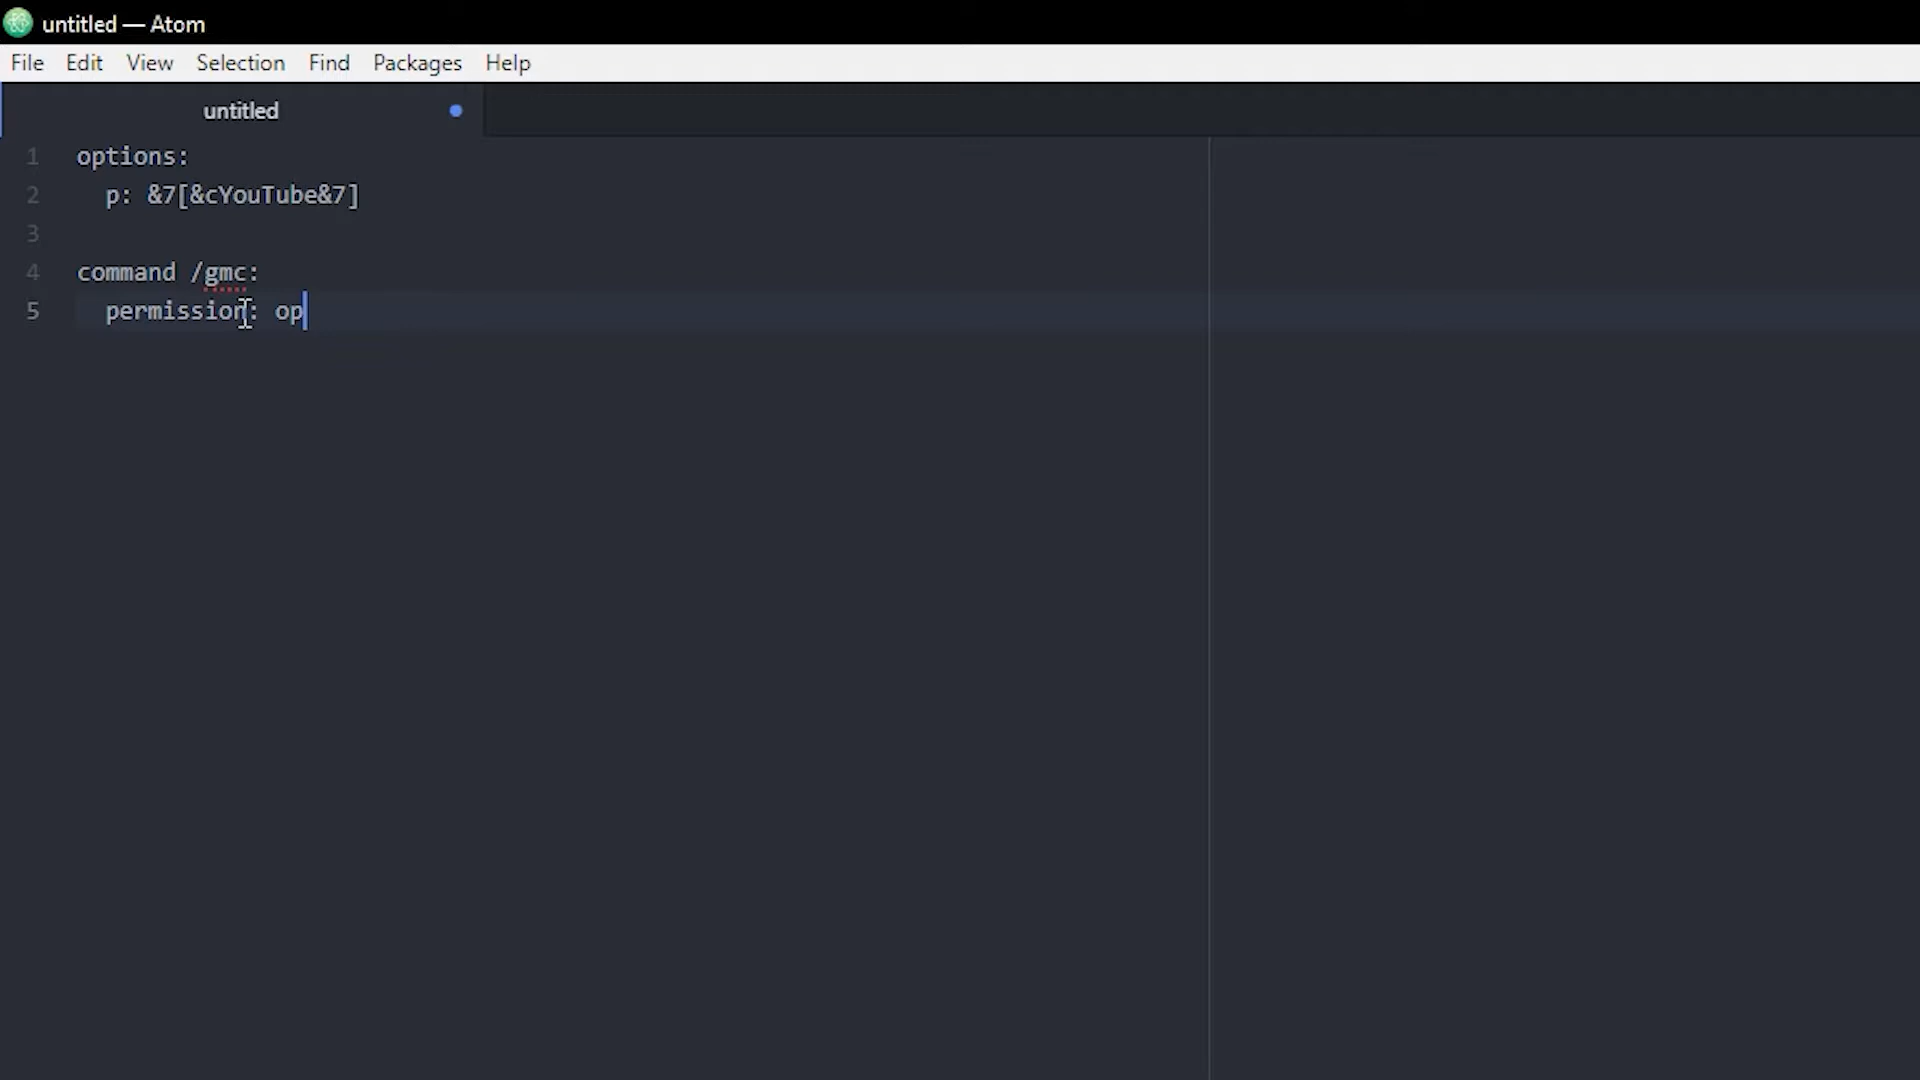 untitled — Atom
File Edit View Selection Find Packages Help
untitled
1 options:
2 p: &7[&cYouTube&7]
3
4 command /gmc:
5 permission: op